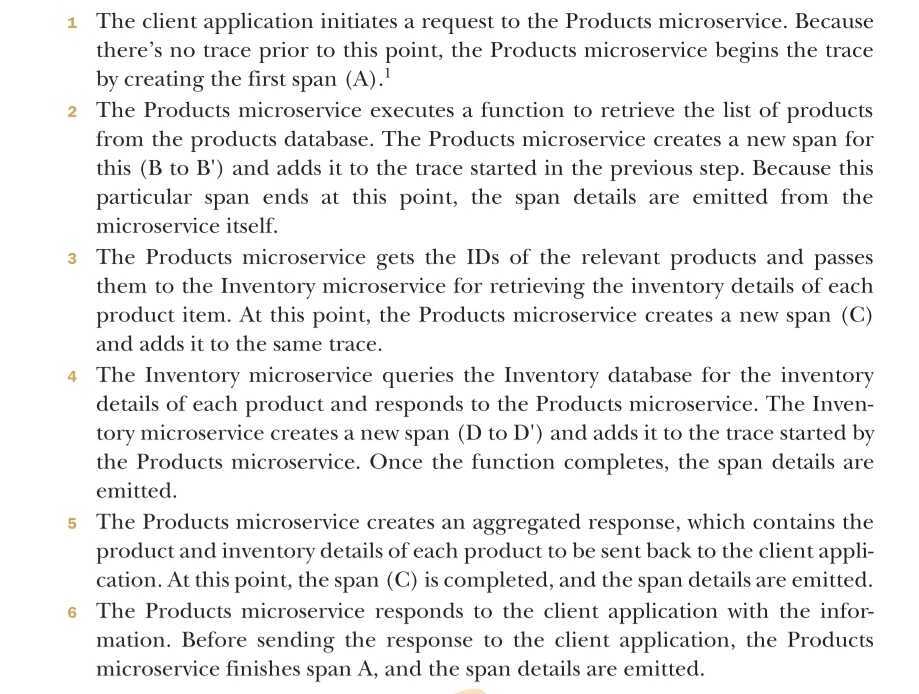 1 The client application initiates a request to the Products microservice. Because
there's no trace prior to this point, the Products microservice begins the trace
by creating the first span (A).1
2 The Products microservice executes a function to retrieve the list of products
from the products database. The Products microservice creates a new span for
this (B to B') and adds it to the trace started in the previous step. Because this
particular span ends at this point, the span details are emitted from the
microservice itself.
3 The Products microservice gets the IDs of the relevant products and passes
them to the Inventory microservice for retrieving the inventory details of each
product item. At this point, the Products microservice creates a new span (C)
and adds it to the same trace.
4 The Inventory microservice queries the Inventory database for the inventory
details of each product and responds to the Products microservice. The Inven-
tory microservice creates a new span (D to D') and adds it to the trace started by
the Products microservice. Once the function completes, the span details are
emitted.
5 The Products microservice creates an aggregated response, which contains the
product and inventory details of each product to be sent back to the client appli-
cation. At this point, the span (C) is completed, and the span details are emitted.
6 The Products microservice responds to the client application with the infor-
mation. Before sending the response to the client application, the Products
microservice finishes span A, and the span details are emitted.